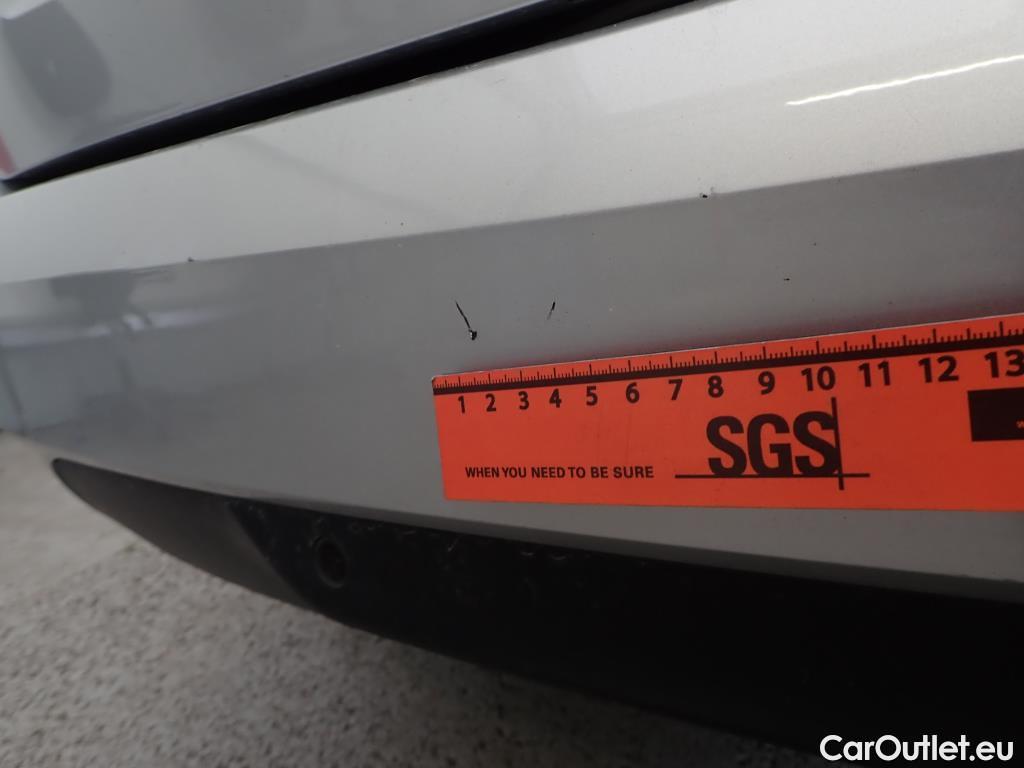 1 2 3 4 5 6 7 8 9 10 11 12 13
SGS
WHEN YOU NEED TO BE SURE
CarOutlet.eu